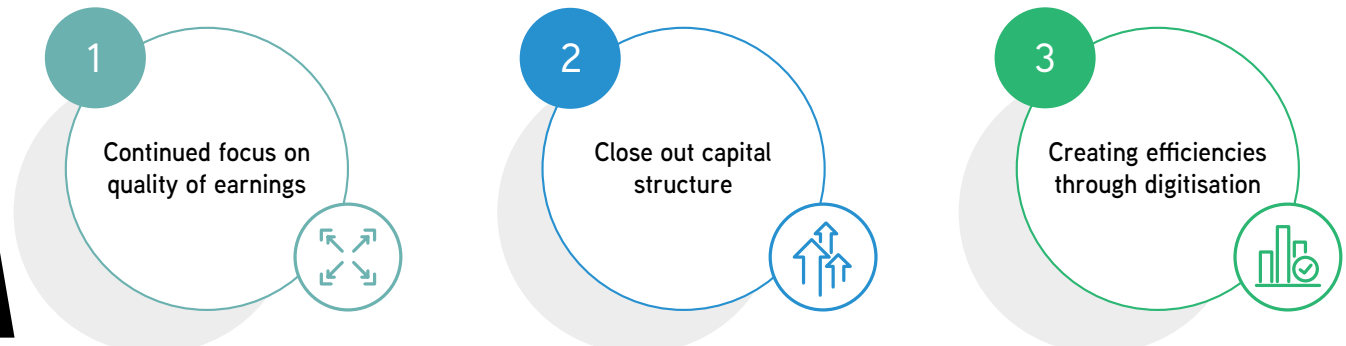 1
Continued focus on
quality of earnings
2
Close out capital
structure
3
Creating efficiencies
through digitisation